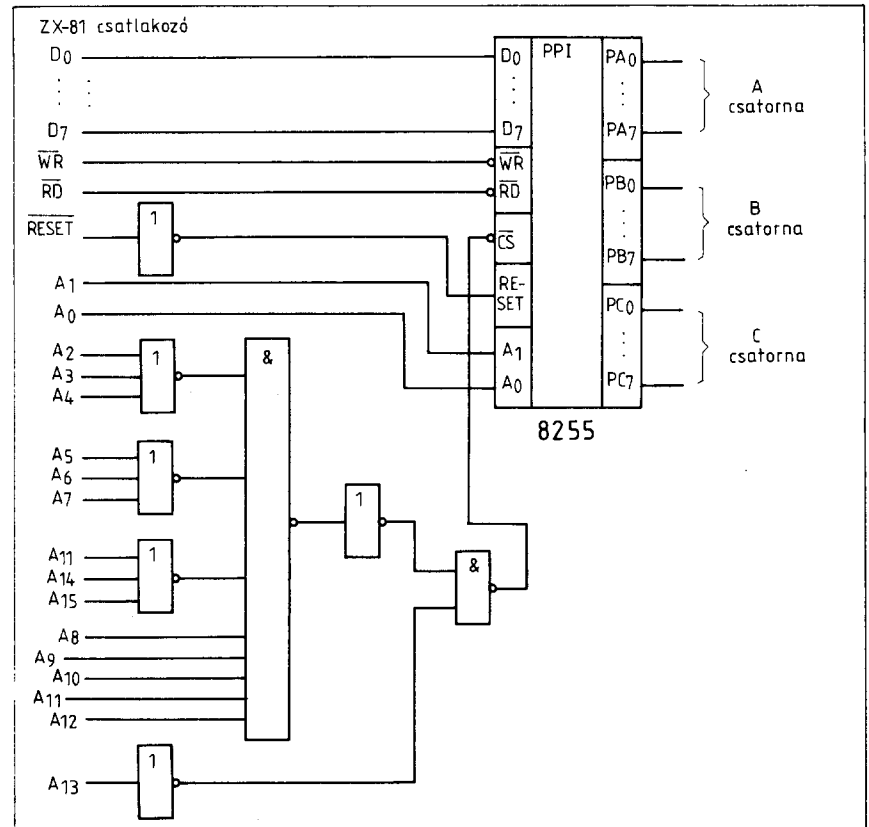 ZX-81 csatlakozó
D0
D7
WR
RD
RESET
A1
A0
A2
A3
A4
A5
A6
A7
A11
A14
A15
A8
A9
A10
A11
A12
A13
1
1
1
1
1
&
1
&
D0
D7
WR
RD
CS
RE-
SET
A1
A0
PPI
PA0
PA7
PB0
PB7
PC0
PC7
8255
A
csatorna
B
csatorna
C
csatorna